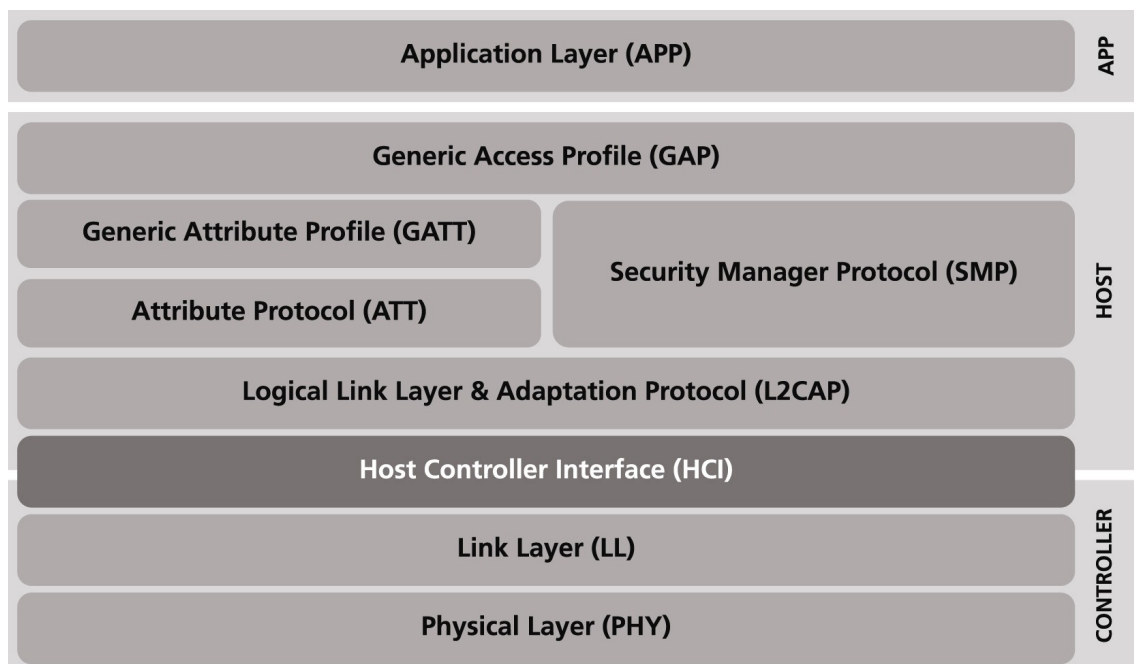 Application Layer (APP)
APP
Generic Access Profile (GAP)
Generic Attribute Profile (GATT)
Security Manager Protocol (SMP)
Attribute Protocol (ATT)
Logical Link Layer & Adaptation Protocol (L2CAP)
HOST
Host Controller Interface (HCI)
Link Layer (LL)
Physical Layer (PHY)
CONTROLLER